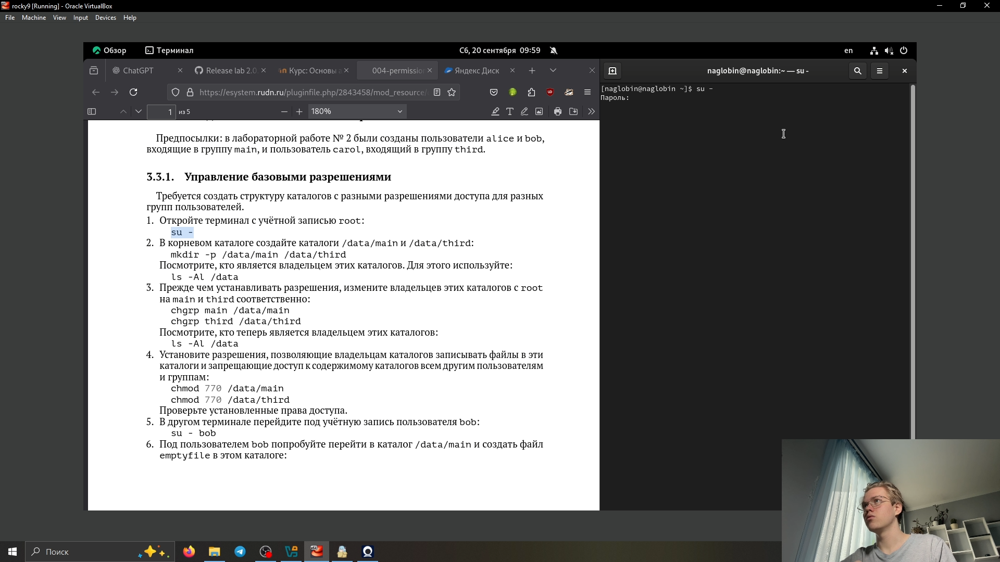 rocky9 [Running] - Oracle VirtualBox
File Machine View Input Devices Help
Обзор Терминал Сб, 20 сентября 09:59 en
ChatGPT Release lab 2.0. Курс: Основы 004-permission Яндекс Диск
naglobin@naglobin:~ — su -
https://esystem.rudn.ru/pluginfile.php/2843458/mod_resource/
1 из 5 180%
[naglobin@naglobin ~]$ su -
Пароль:
Предпосылки: в лабораторной работе № 2 были созданы пользователи alice и bob,
входящие в группу main, и пользователь carol, входящий в группу third.
3.3.1. Управление базовыми разрешениями
Требуется создать структуру каталогов с разными разрешениями доступа для разных
групп пользователей.
1. Откройте терминал с учётной записью root:
su -
2. В корневом каталоге создайте каталоги /data/main и /data/third:
mkdir -p /data/main /data/third
Посмотрите, кто является владельцем этих каталогов. Для этого используйте:
ls -Al /data
3. Прежде чем устанавливать разрешения, измените владельцев этих каталогов с root
на main и third соответственно:
chgrp main /data/main
chgrp third /data/third
Посмотрите, кто теперь является владельцем этих каталогов:
ls -Al /data
4. Установите разрешения, позволяющие владельцам каталогов записывать файлы в эти
каталоги и запрещающие доступ к содержимому каталогов всем другим пользователям
и группам:
chmod 770 /data/main
chmod 770 /data/third
Проверьте установленные права доступа.
5. В другом терминале перейдите под учётную запись пользователя bob:
su - bob
6. Под пользователем bob попробуйте перейти в каталог /data/main и создать файл
emptyfile в этом каталоге:
Поиск